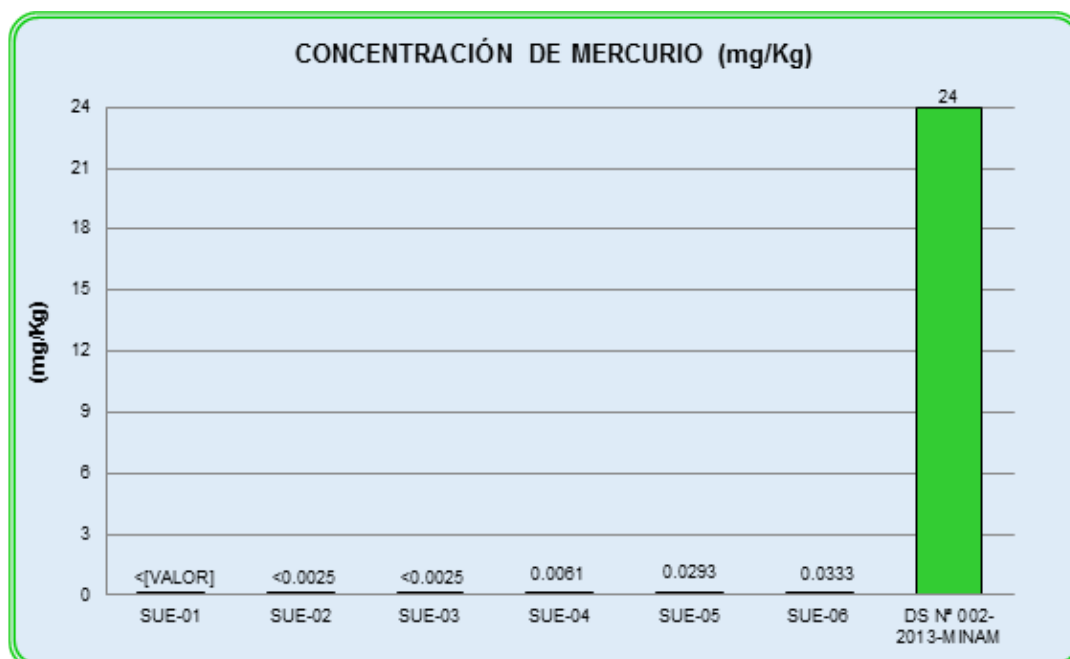 CONCENTRACIÓN DE MERCURIO (mg/Kg)
24
24
21
18
15
12
9
6
3
0
(mg/Kg)
<[VALOR]
<0.0025
<0.0025
0.0061
0.0293
0.0333
SUE-01
SUE-02
SUE-03
SUE-04
SUE-05
SUE-06
DS Nº 002-
2013-MINAM